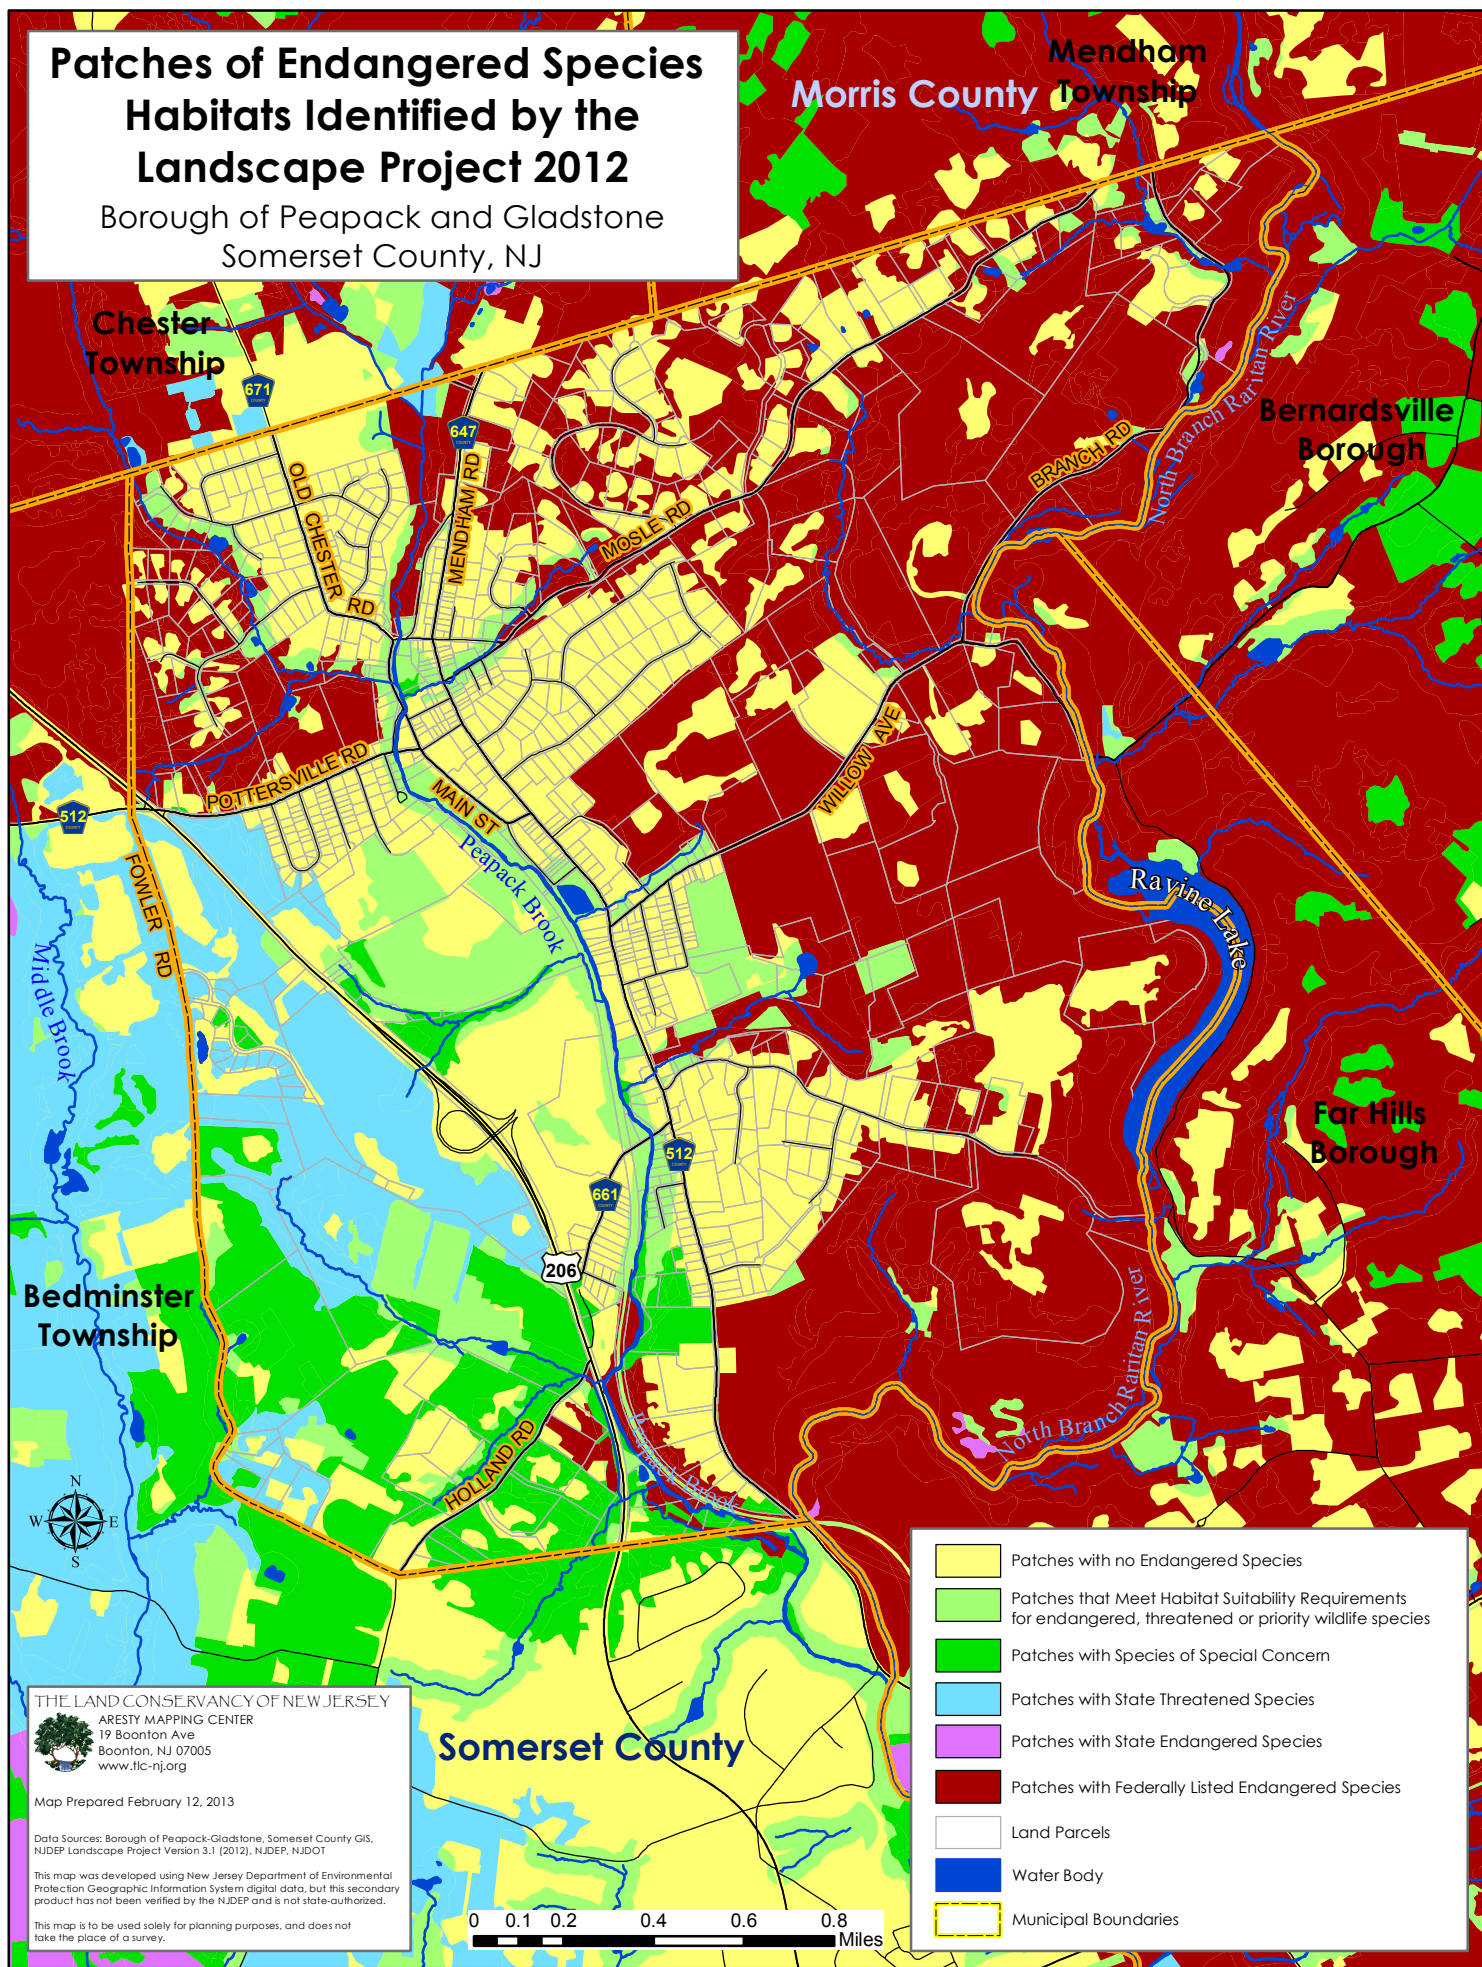 Patches of Endangered Species
Habitats Identified by the
Landscape Project 2012
Borough of Peapack and Gladstone
Somerset County, NJ
Morris County
Mendham
Township
Chester
Township
671
COUNTY
647
COUNTY
OLD CHESTER RD
MENDHAM RD
MOSLE RD
BRANCH RD
North Branch Raritan River
Bernardsville
Borough
POTTERSVILLE RD
MAIN ST
WILLOW AVE
512
COUNTY
FOWLER RD
Peapack Brook
Middle Brook
Ravine Lake
Far Hills
Borough
512
COUNTY
661
COUNTY
206
Bedminster
Township
HOLLAND RD
Peapack Brook
North Branch Raritan River
N
W E
S
Somerset County
THE LAND CONSERVANCY OF NEW JERSEY
ARESTY MAPPING CENTER
19 Boonton Ave
Boonton, NJ 07005
www.tlc-nj.org
Map Prepared February 12, 2013
Data Sources: Borough of Peapack-Gladstone, Somerset County GIS,
NJDEP Landscape Project Version 3.1 (2012), NJDEP, NJDOT
This map was developed using New Jersey Department of Environmental
Protection Geographic Information System digital data, but this secondary
product has not been verified by the NJDEP and is not state-authorized.
This map is to be used solely for planning purposes, and does not
take the place of a survey.
0 0.1 0.2 0.4 0.6 0.8
Miles
Patches with no Endangered Species
Patches that Meet Habitat Suitability Requirements
for endangered, threatened or priority wildlife species
Patches with Species of Special Concern
Patches with State Threatened Species
Patches with State Endangered Species
Patches with Federally Listed Endangered Species
Land Parcels
Water Body
Municipal Boundaries